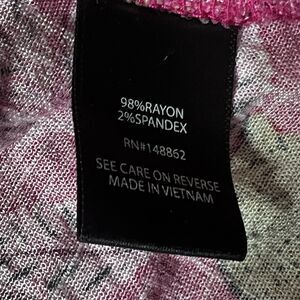 98%RAYON
2%SPANDEX
RN#148862
SEE CARE ON REVERSE
MADE IN VIETNAM